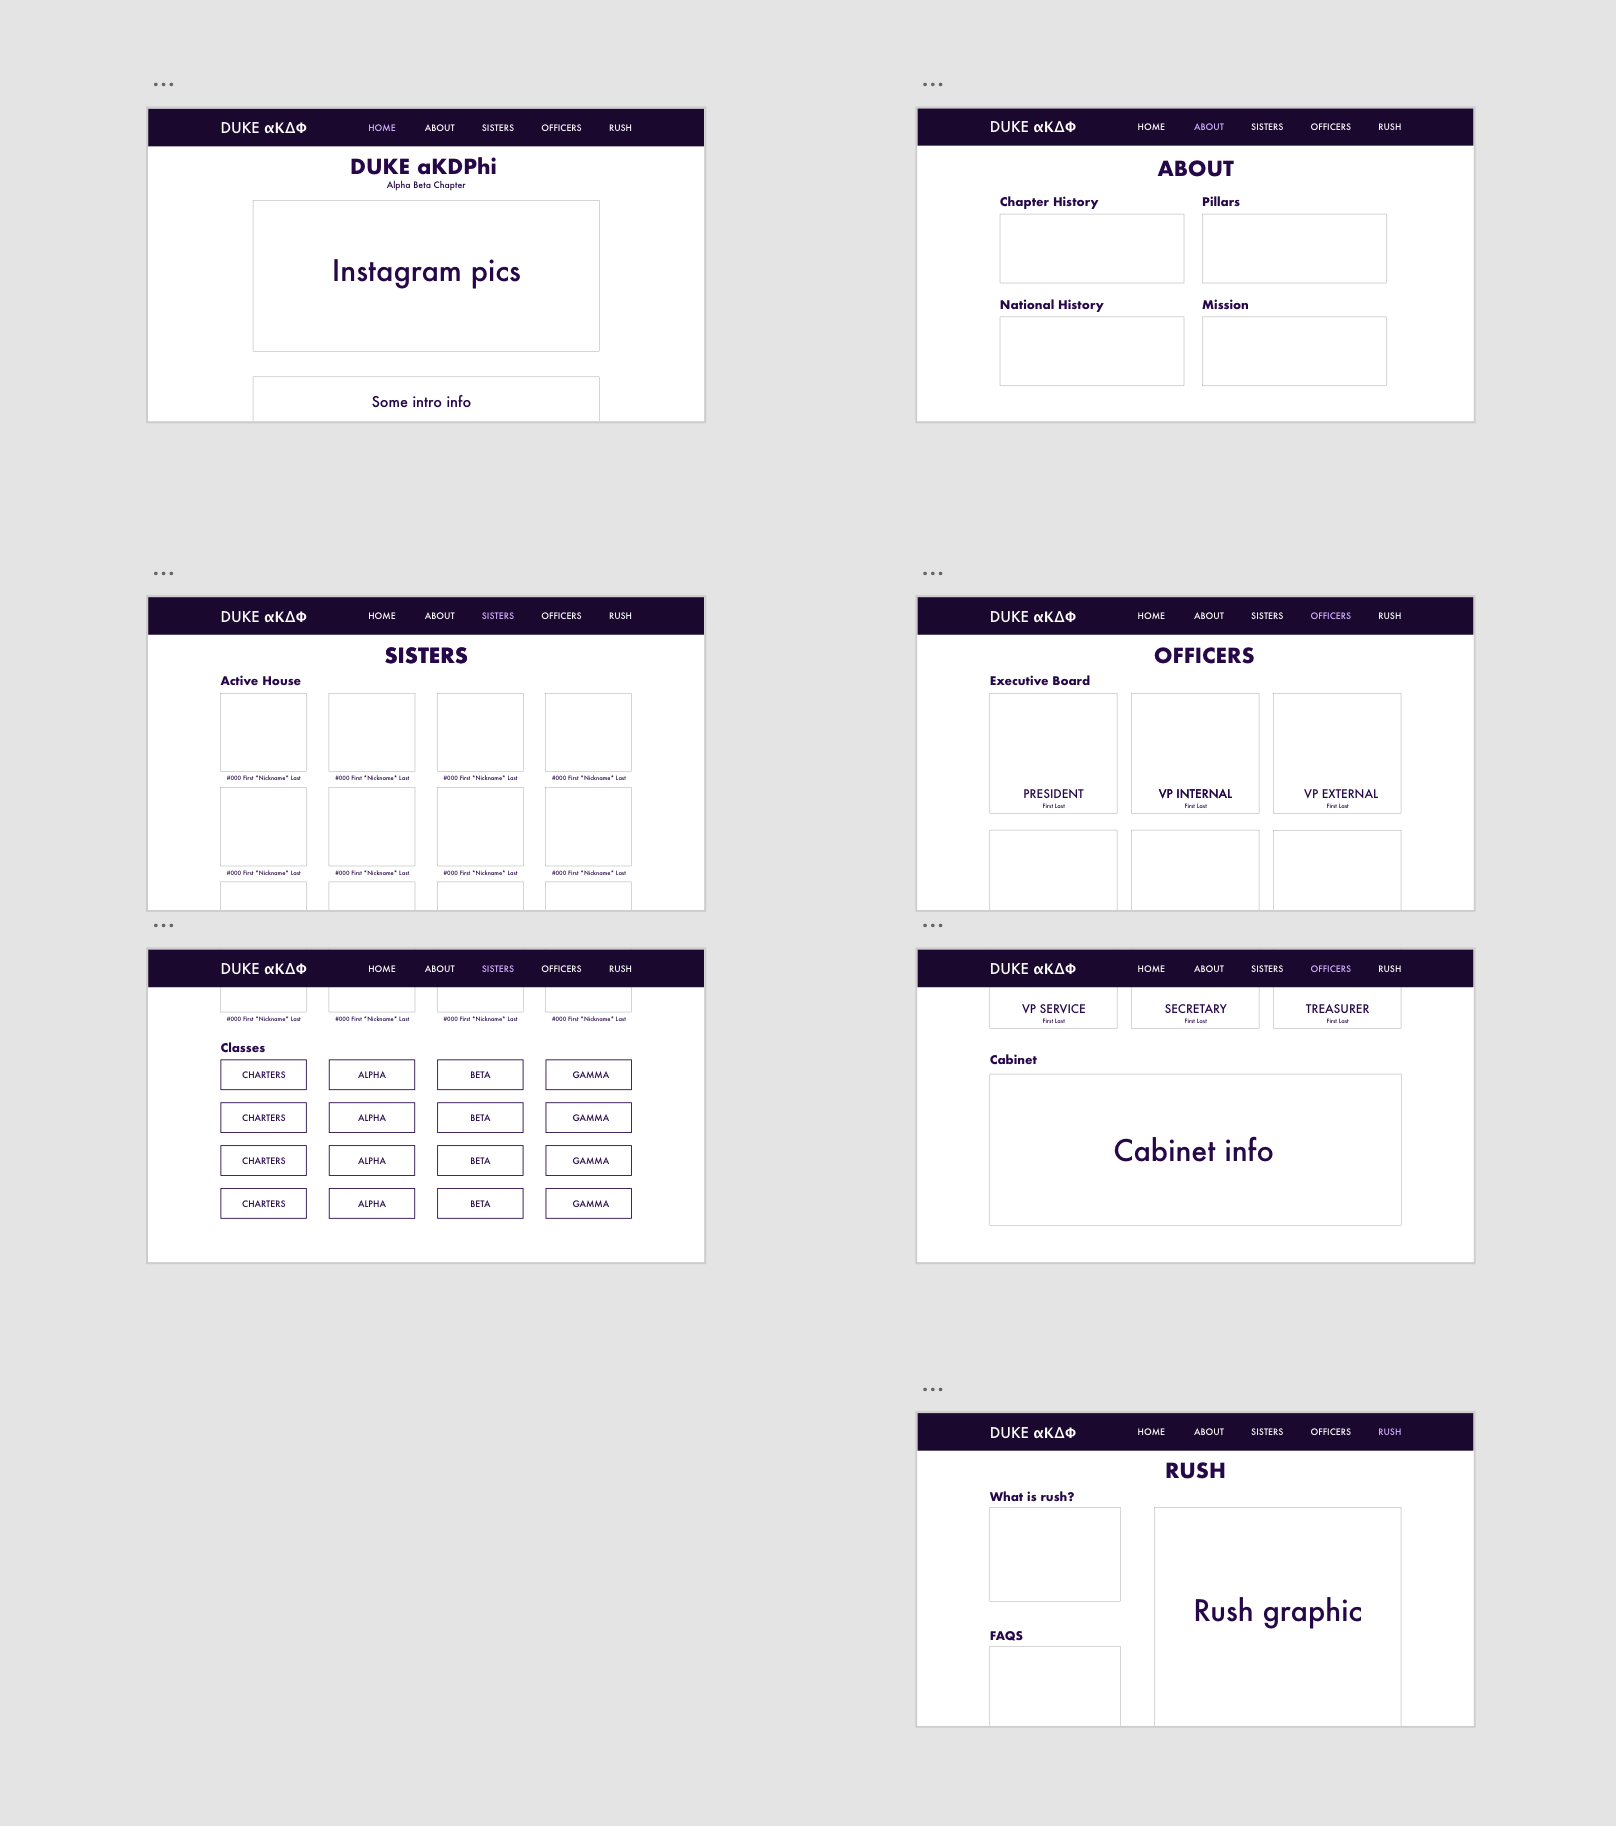 ...
DUKE αΚΔΦ HOME ABOUT SISTERS OFFICERS RUSH
DUKE aKDPhi
Alpha Beta Chapter
Instagram pics
Some intro info
...
DUKE αΚΔΦ HOME ABOUT SISTERS OFFICERS RUSH
ABOUT
Chapter History Pillars
National History Mission
...
DUKE αΚΔΦ HOME ABOUT SISTERS OFFICERS RUSH
SISTERS
Active House
#000 First "Nickname" Last #000 First "Nickname" Last #000 First "Nickname" Last #000 First "Nickname" Last
#000 First "Nickname" Last #000 First "Nickname" Last #000 First "Nickname" Last #000 First "Nickname" Last
...
DUKE αΚΔΦ HOME ABOUT SISTERS OFFICERS RUSH
OFFICERS
Executive Board
PRESIDENT VP INTERNAL VP EXTERNAL
First Last First Last First Last
...
DUKE αΚΔΦ HOME ABOUT SISTERS OFFICERS RUSH
#000 First "Nickname" Last #000 First "Nickname" Last #000 First "Nickname" Last #000 First "Nickname" Last
Classes
CHARTERS ALPHA BETA GAMMA
CHARTERS ALPHA BETA GAMMA
CHARTERS ALPHA BETA GAMMA
CHARTERS ALPHA BETA GAMMA
...
DUKE αΚΔΦ HOME ABOUT SISTERS OFFICERS RUSH
VP SERVICE SECRETARY TREASURER
First Last First Last First Last
Cabinet
Cabinet info
...
DUKE αΚΔΦ HOME ABOUT SISTERS OFFICERS RUSH
RUSH
What is rush?
Rush graphic
FAQS